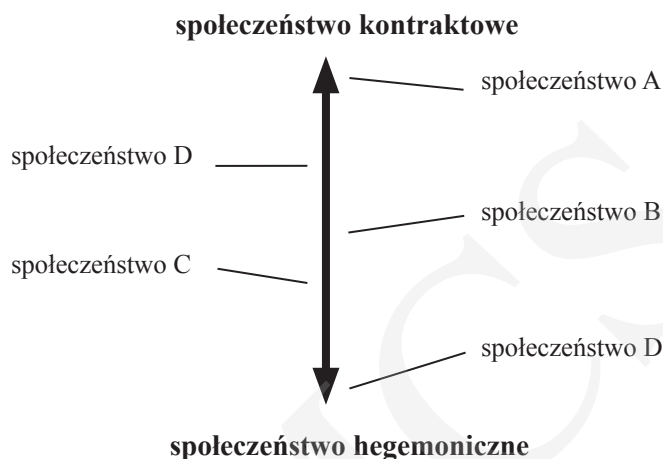 społeczeństwo kontraktowe
społeczeństwo A
społeczeństwo D
społeczeństwo B
społeczeństwo C
społeczeństwo D
społeczeństwo hegemoniczne